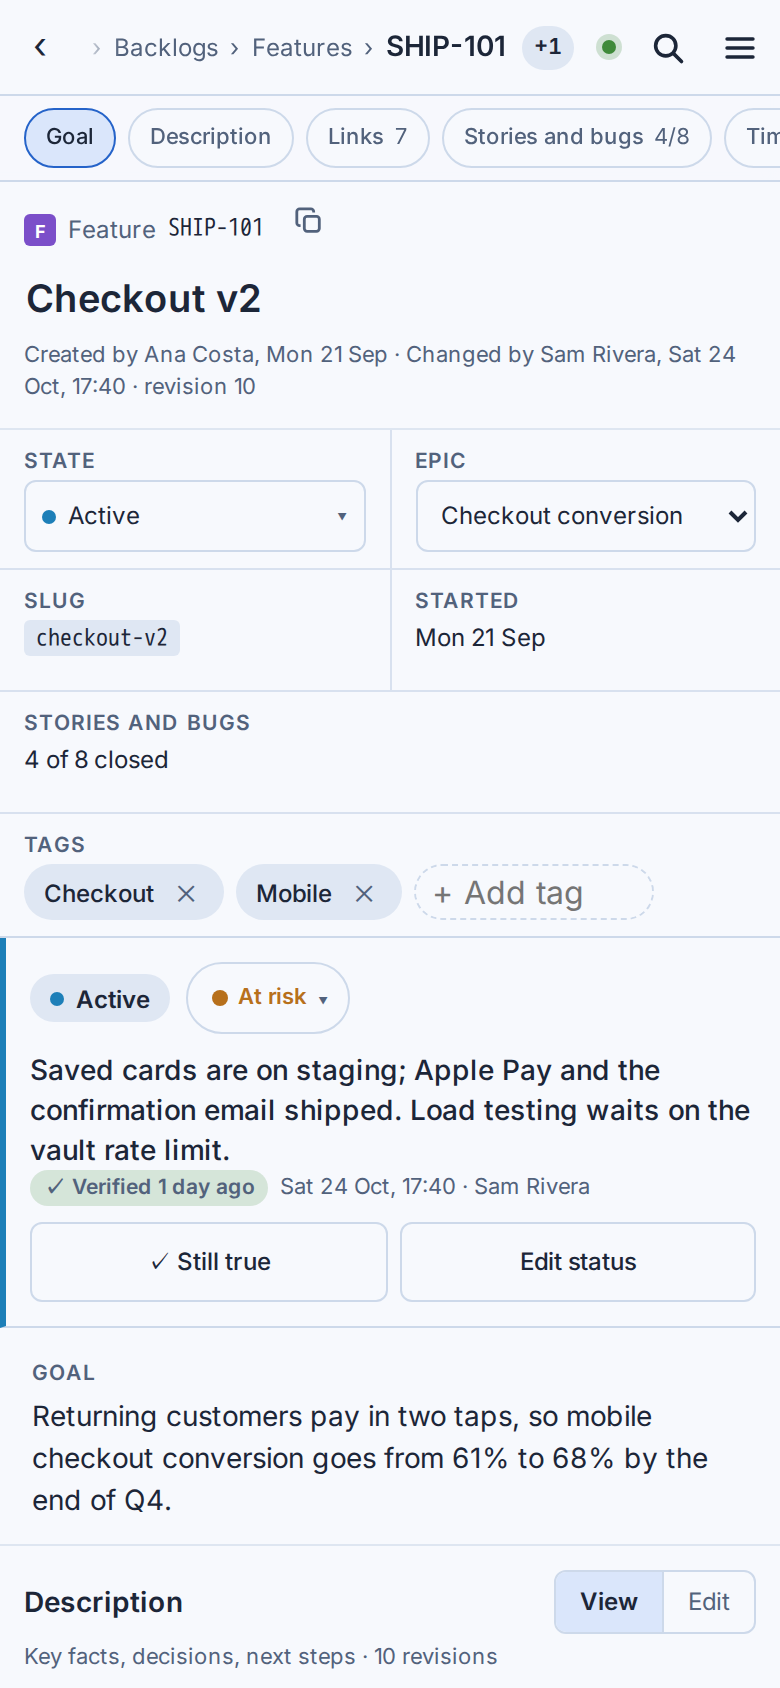 ‹ › Backlogs › Features › SHIP-101 +1
Goal Description Links 7 Stories and bugs 4/8
F Feature SHIP-101
Checkout v2
Created by Ana Costa, Mon 21 Sep · Changed by Sam Rivera, Sat 24
Oct, 17:40 · revision 10
STATE EPIC
Active ▾ Checkout conversion
SLUG STARTED
checkout-v2 Mon 21 Sep
STORIES AND BUGS
4 of 8 closed
TAGS
Checkout × Mobile × + Add tag
Active At risk ▾
Saved cards are on staging; Apple Pay and the
confirmation email shipped. Load testing waits on the
vault rate limit.
✓ Verified 1 day ago Sat 24 Oct, 17:40 · Sam Rivera
✓ Still true Edit status
GOAL
Returning customers pay in two taps, so mobile
checkout conversion goes from 61% to 68% by the
end of Q4.
Description View Edit
Key facts, decisions, next steps · 10 revisions